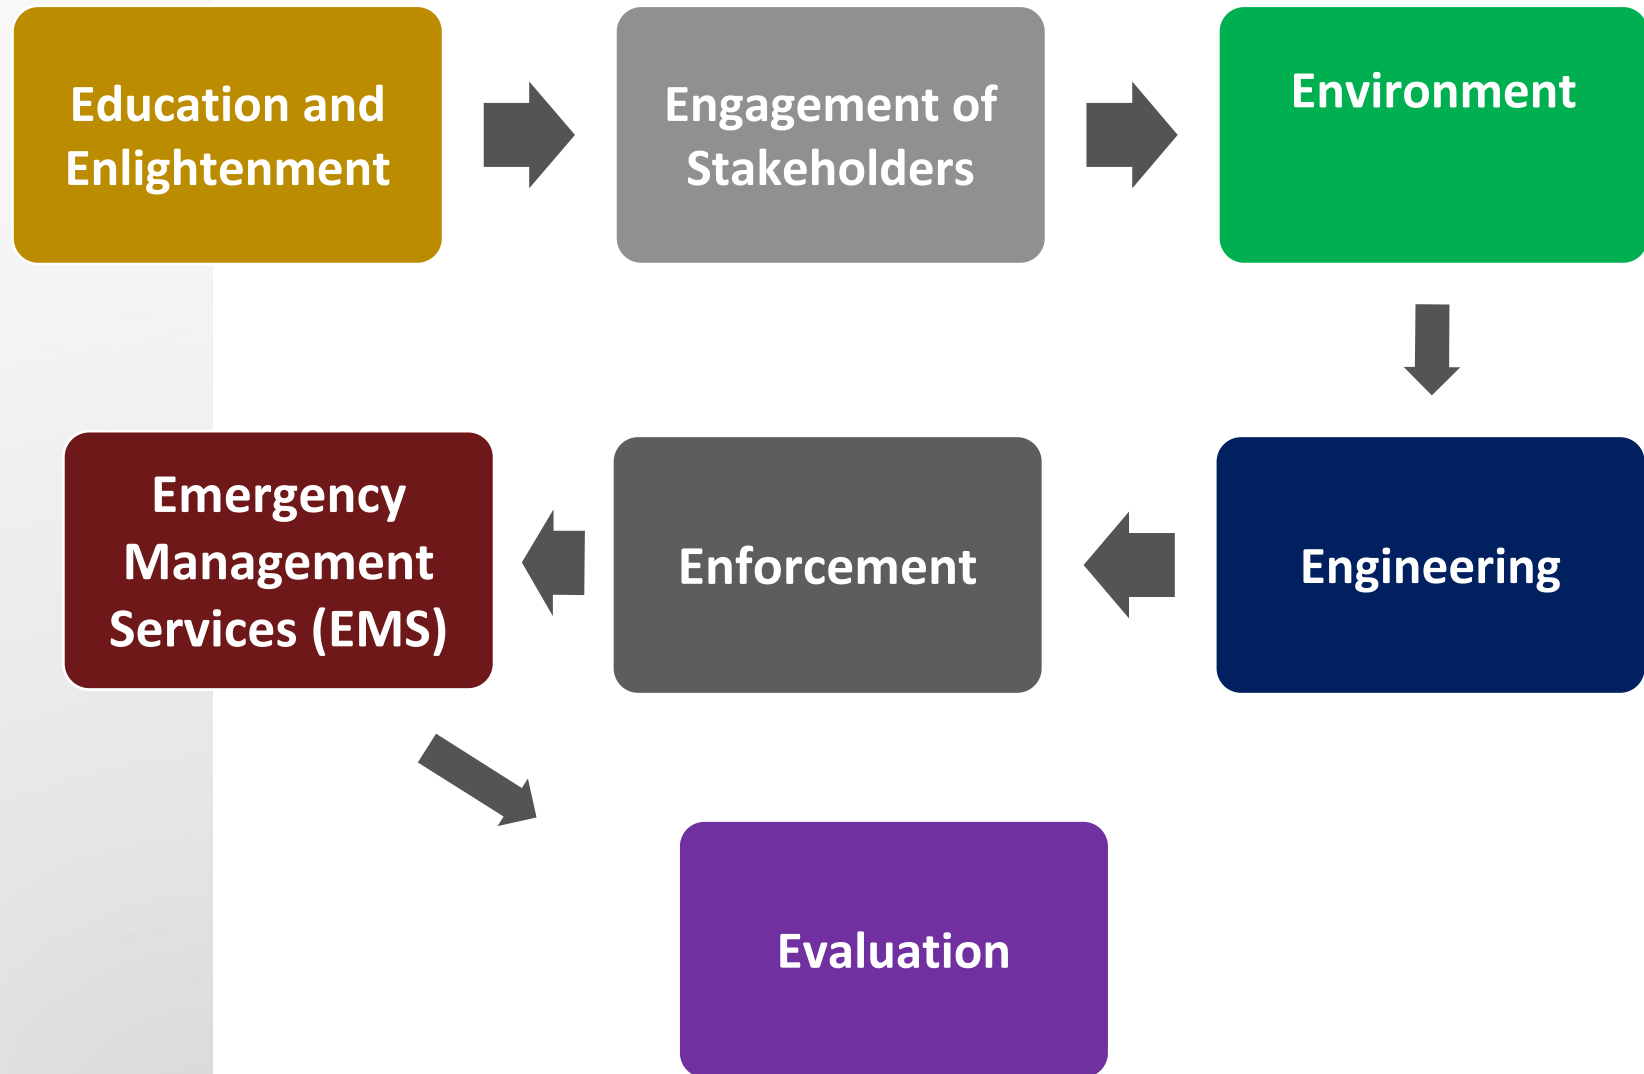 Education and
Enlightenment
Engagement of
Stakeholders
Environment
Engineering
Enforcement
Emergency
Management
Services (EMS)
Evaluation